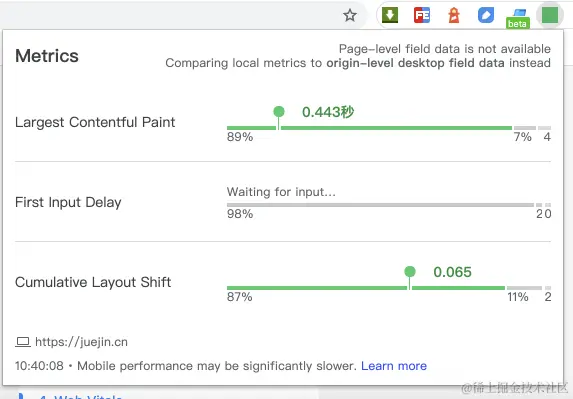 FE
beta
Metrics
Page-level field data is not available
Comparing local metrics to origin-level desktop field data instead
Largest Contentful Paint
0.443秒
89%
7%
4
First Input Delay
Waiting for input...
98%
2
0
Cumulative Layout Shift
0.065
87%
11%
2
https://juejin.cn
10:40:08 • Mobile performance may be significantly slower. Learn more
@稀土掘金技术社区